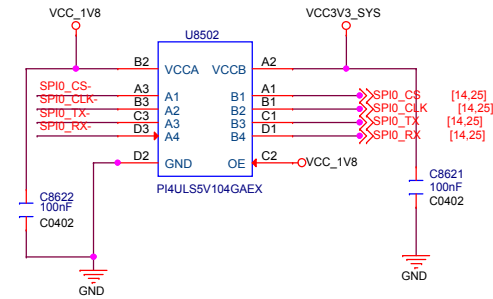 VCC_1V8
VCC3V3_SYS
U8502
B2 VCCA VCCB A2
SPI0_CS- A3 A1 B1 A1 SPI0_CS [14,25]
SPI0_CLK- B3 A2 B2 B1 SPI0_CLK [14,25]
SPI0_TX- C3 A3 B3 C1 SPI0_TX [14,25]
SPI0_RX- D3 A4 B4 D1 SPI0_RX [14,25]
D2 GND OE C2 VCC_1V8
PI4ULS5V104GAEX
C8622
100nF
C0402
C8621
100nF
C0402
GND
GND